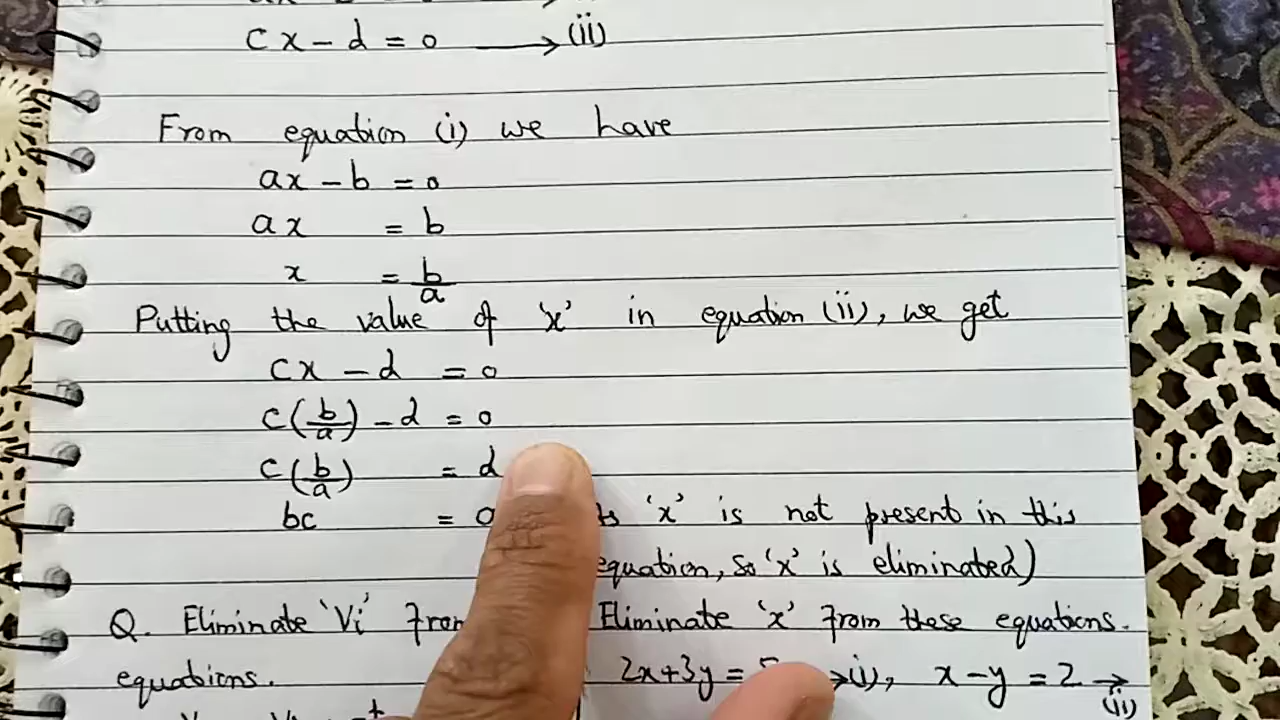 cx - d = 0 → (ii)
From equation (i) we have
ax - b = 0
ax = b
x = b/a
Putting the value of 'x' in equation (ii), we get
cx - d = 0
c(b/a) - d = 0
c(b/a) = d
bc = 'x' is not present in this
equation, so 'x' is eliminated)
Q. Eliminate 'Vi' Eliminate 'x' from these equations.
equations. 2x+3y = →(i), x-y = 2 →
(ii)